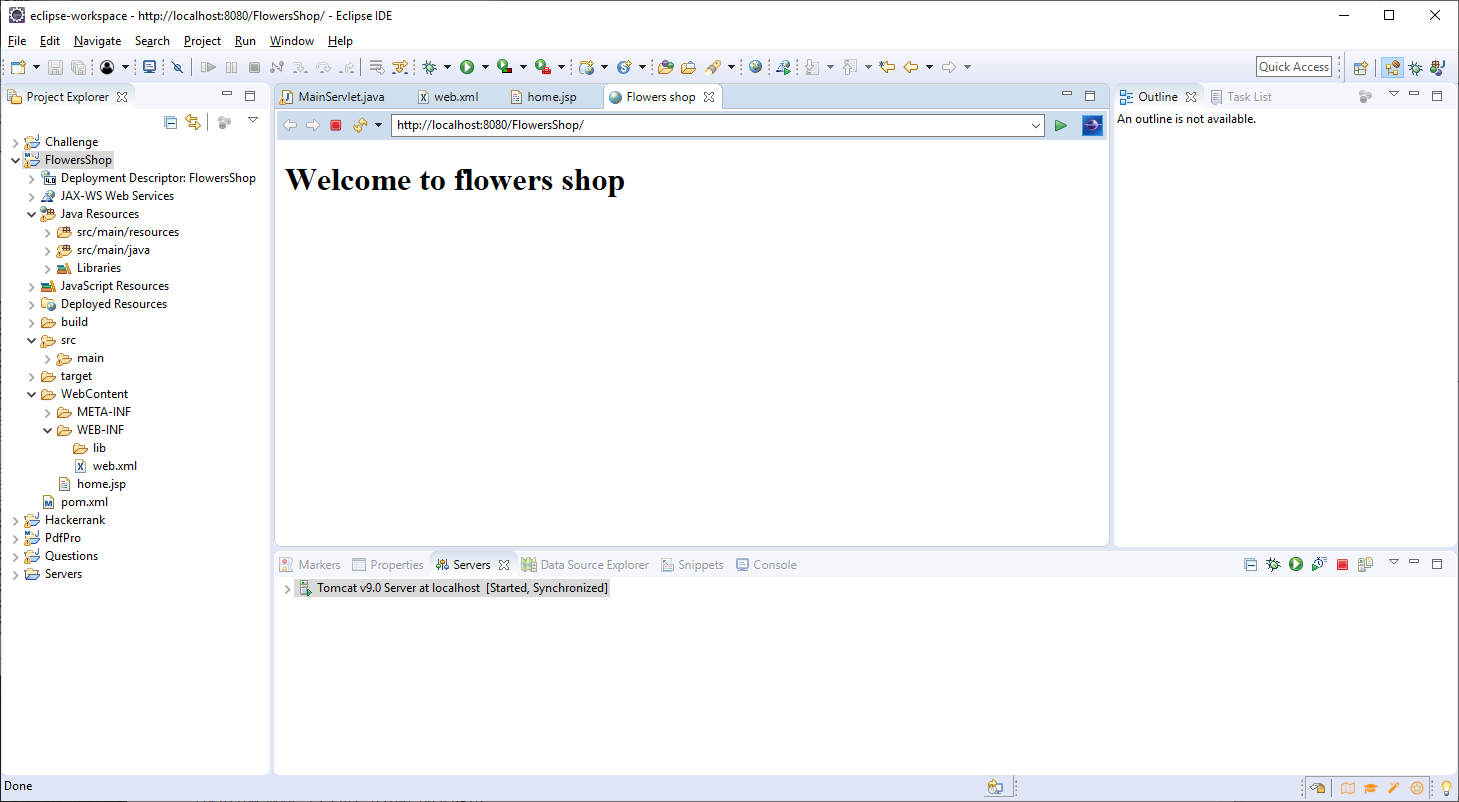 eclipse-workspace - http://localhost:8080/FlowersShop/ - Eclipse IDE
File Edit Navigate Search Project Run Window Help
Quick Access
Project Explorer
Challenge
FlowersShop
Deployment Descriptor: FlowersShop
JAX-WS Web Services
Java Resources
src/main/resources
src/main/java
Libraries
JavaScript Resources
Deployed Resources
build
src
main
target
WebContent
META-INF
WEB-INF
lib
web.xml
home.jsp
pom.xml
Hackerrank
PdfPro
Questions
Servers
MainServlet.java web.xml home.jsp Flowers shop
http://localhost:8080/FlowersShop/
Welcome to flowers shop
Outline Task List
An outline is not available.
Markers Properties Servers Data Source Explorer Snippets Console
Tomcat v9.0 Server at localhost [Started, Synchronized]
Done